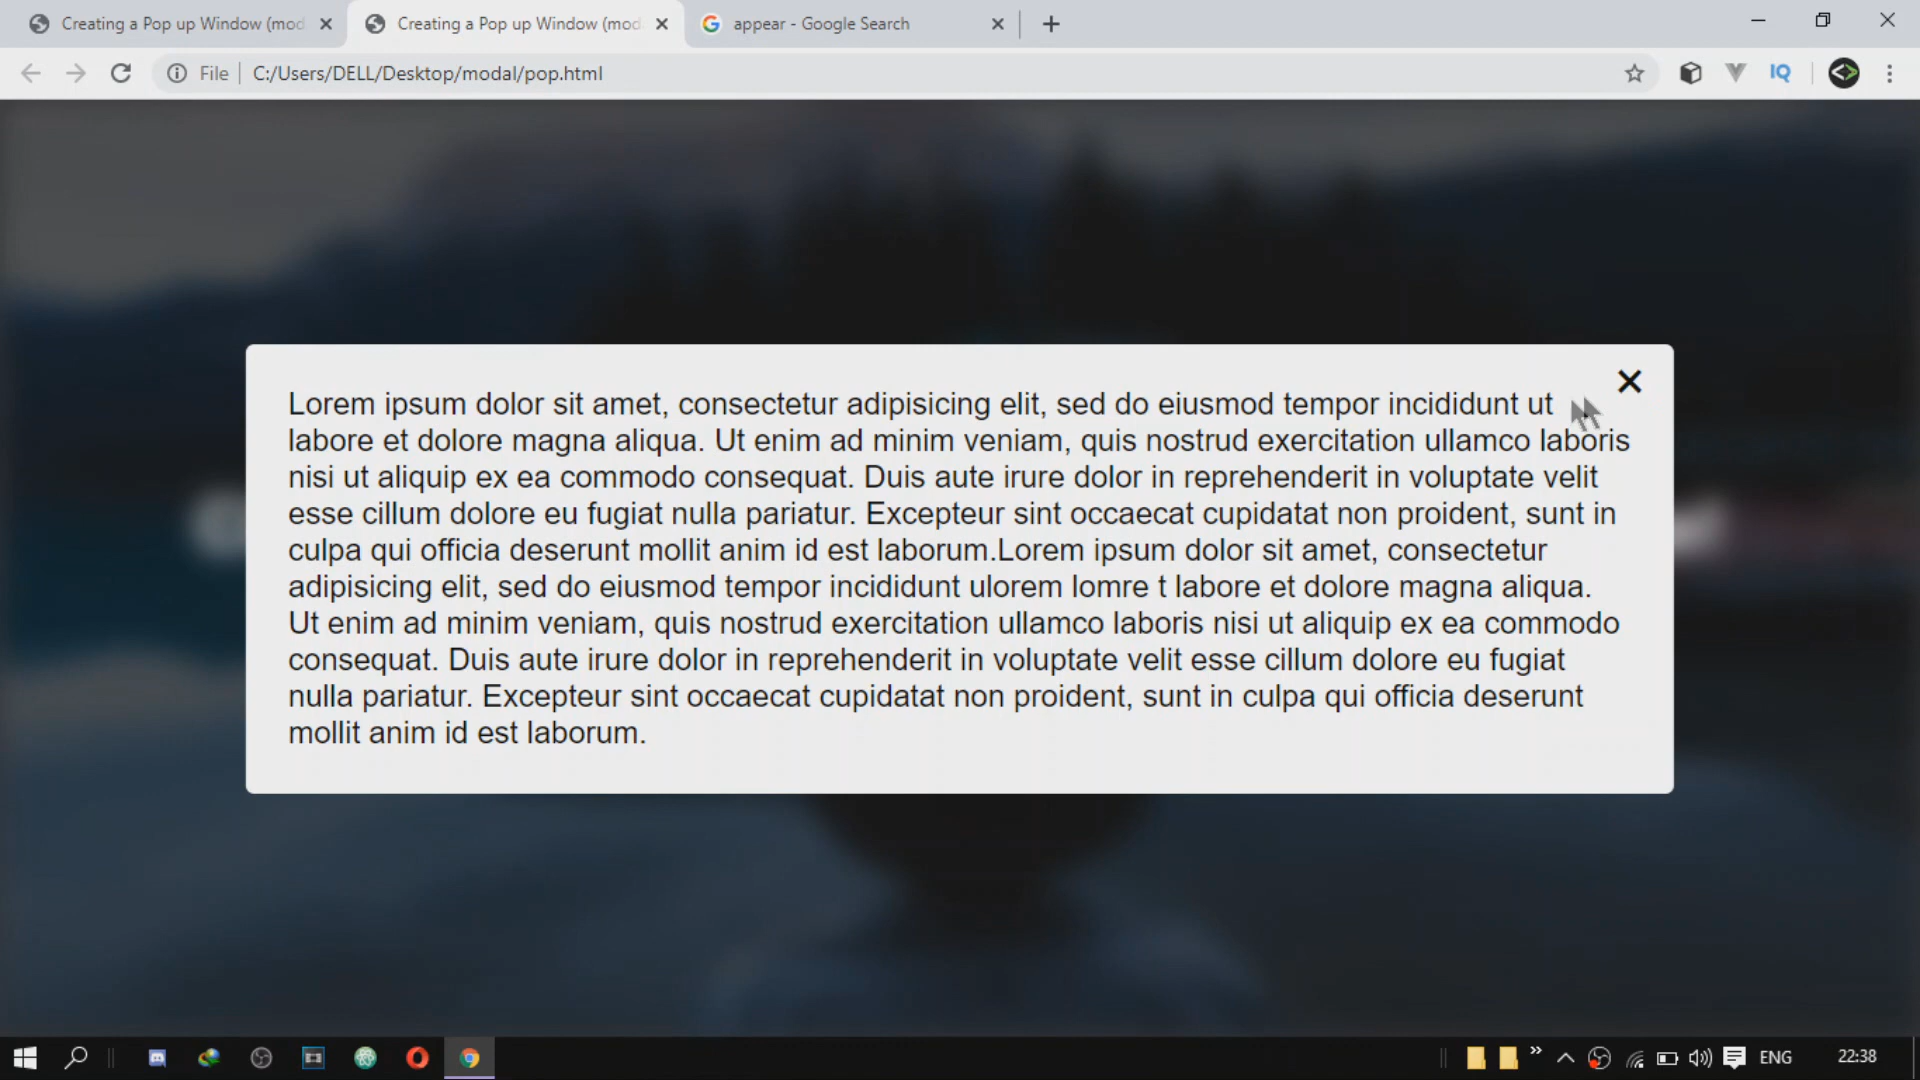 Creating a Pop up Window (mod
Creating a Pop up Window (mod
appear - Google Search
File
C:/Users/DELL/Desktop/modal/pop.html
IQ
Lorem ipsum dolor sit amet, consectetur adipisicing elit, sed do eiusmod tempor incididunt ut
labore et dolore magna aliqua. Ut enim ad minim veniam, quis nostrud exercitation ullamco laboris
nisi ut aliquip ex ea commodo consequat. Duis aute irure dolor in reprehenderit in voluptate velit
esse cillum dolore eu fugiat nulla pariatur. Excepteur sint occaecat cupidatat non proident, sunt in
culpa qui officia deserunt mollit anim id est laborum.Lorem ipsum dolor sit amet, consectetur
adipisicing elit, sed do eiusmod tempor incididunt ulorem lomre t labore et dolore magna aliqua.
Ut enim ad minim veniam, quis nostrud exercitation ullamco laboris nisi ut aliquip ex ea commodo
consequat. Duis aute irure dolor in reprehenderit in voluptate velit esse cillum dolore eu fugiat
nulla pariatur. Excepteur sint occaecat cupidatat non proident, sunt in culpa qui officia deserunt
mollit anim id est laborum.
ENG
22:38